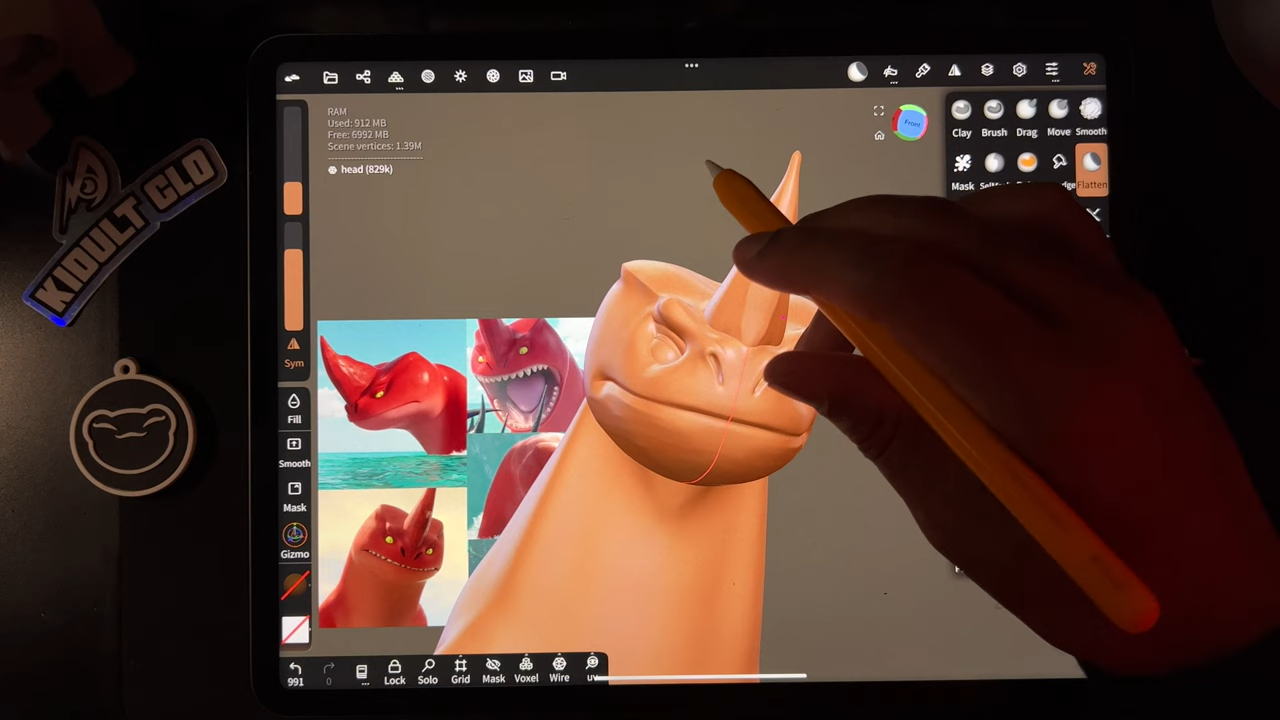 RAM
Used: 912 MB
Free: 6992 MB
Scene vertices: 1.39M
head (829k)
Front
Clay Brush Drag Move Smooth
Mask Flatten
KIDULT CLO
Sym
Fill
Smooth
Mask
Gizmo
991 0 Lock Solo Grid Mask Voxel Wire uv